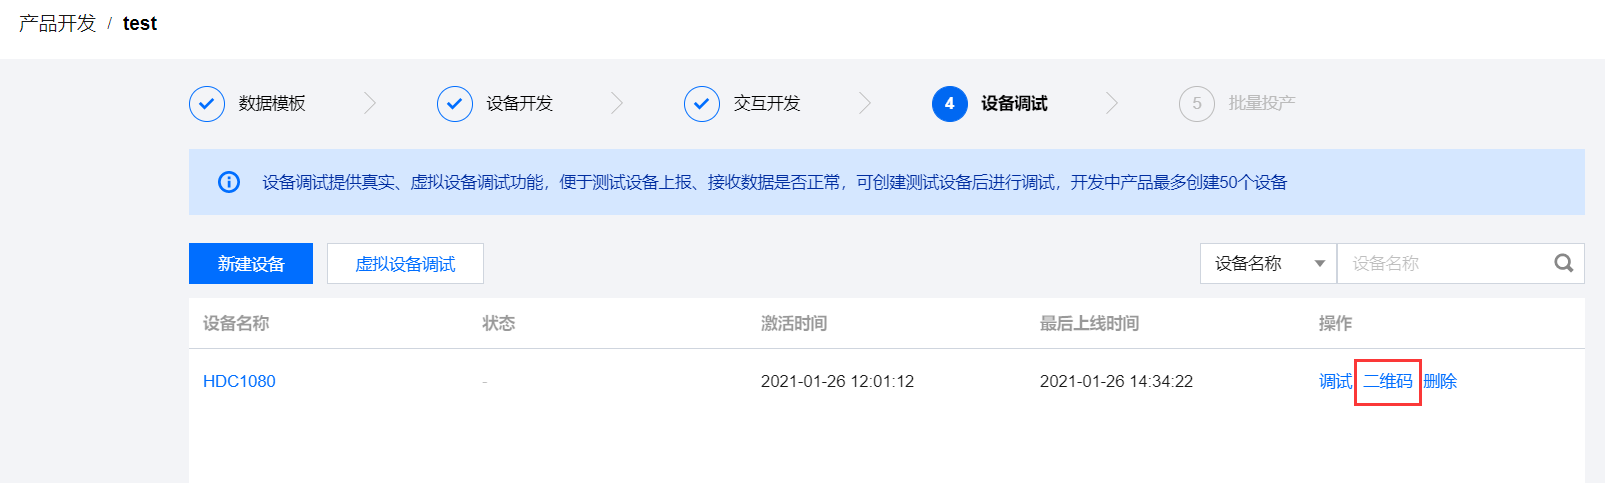 产品开发 / test
数据模板 设备开发 交互开发 4 设备调试 5 批量投产
设备调试提供真实、虚拟设备调试功能，便于测试设备上报、接收数据是否正常，可创建测试设备后进行调试，开发中产品最多创建50个设备
新建设备 虚拟设备调试 设备名称 设备名称
设备名称 状态 激活时间 最后上线时间 操作
HDC1080 - 2021-01-26 12:01:12 2021-01-26 14:34:22 调试 二维码 删除